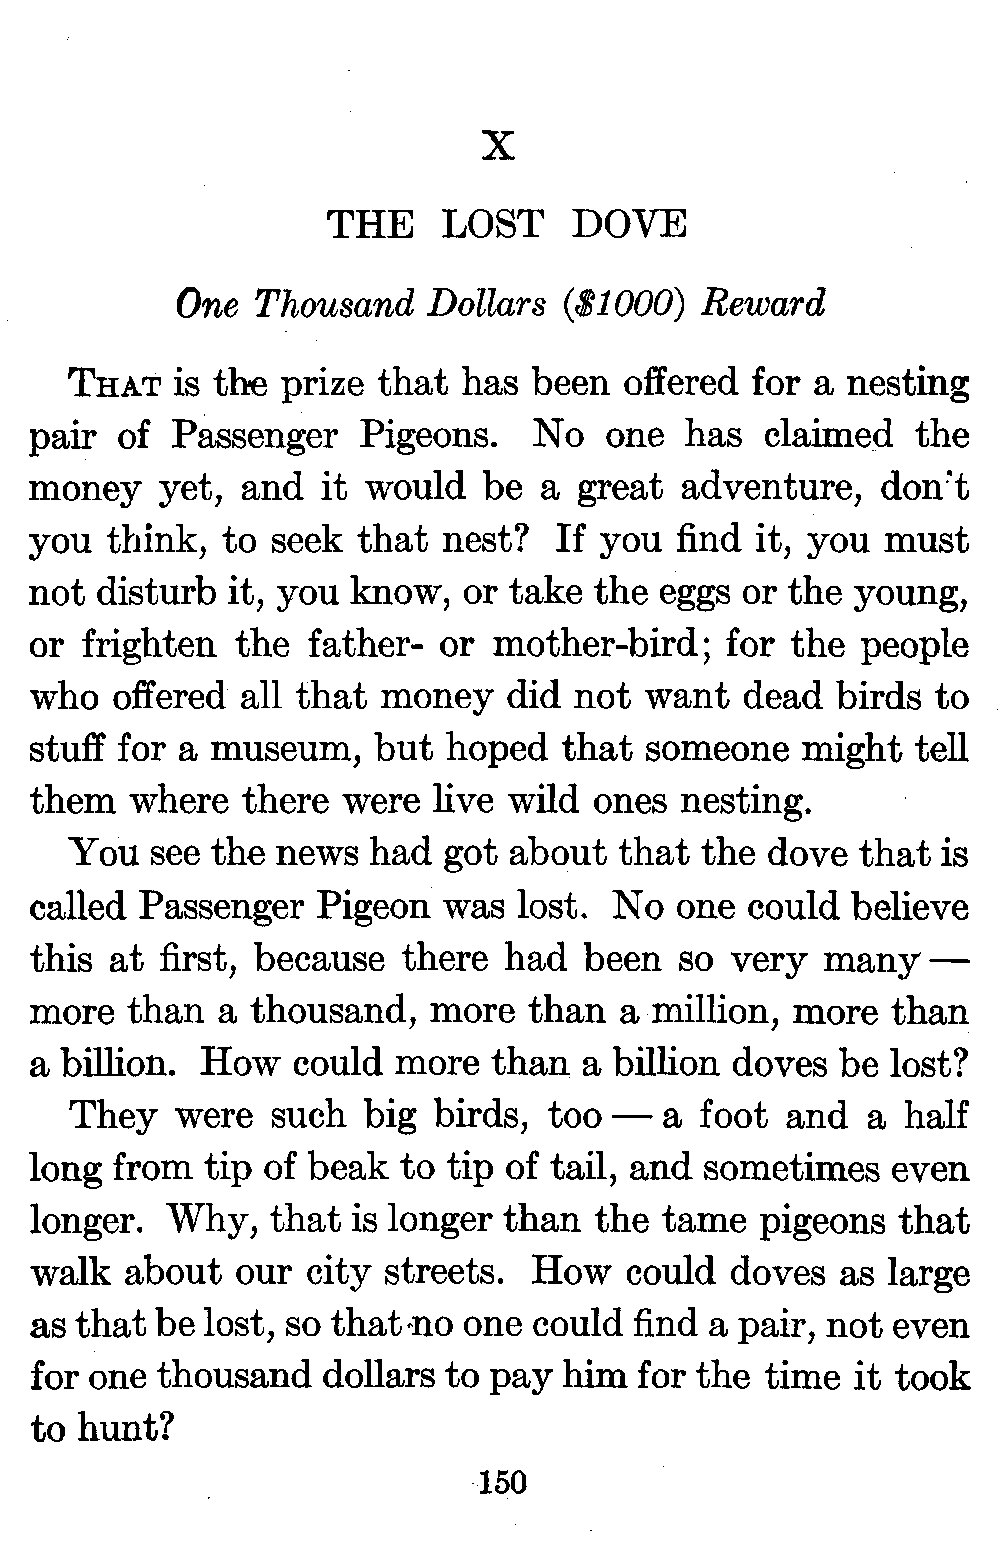 X
THE LOST DOVE
One Thousand Dollars ($1000) Reward
THAT is the prize that has been offered for a nesting
pair of Passenger Pigeons. No one has claimed the
money yet, and it would be a great adventure, don't
you think, to seek that nest? If you find it, you must
not disturb it, you know, or take the eggs or the young,
or frighten the father- or mother-bird; for the people
who offered all that money did not want dead birds to
stuff for a museum, but hoped that someone might tell
them where there were live wild ones nesting.
You see the news had got about that the dove that is
called Passenger Pigeon was lost. No one could believe
this at first, because there had been so very many —
more than a thousand, more than a million, more than
a billion. How could more than a billion doves be lost?
They were such big birds, too — a foot and a half
long from tip of beak to tip of tail, and sometimes even
longer. Why, that is longer than the tame pigeons that
walk about our city streets. How could doves as large
as that be lost, so that no one could find a pair, not even
for one thousand dollars to pay him for the time it took
to hunt?
150